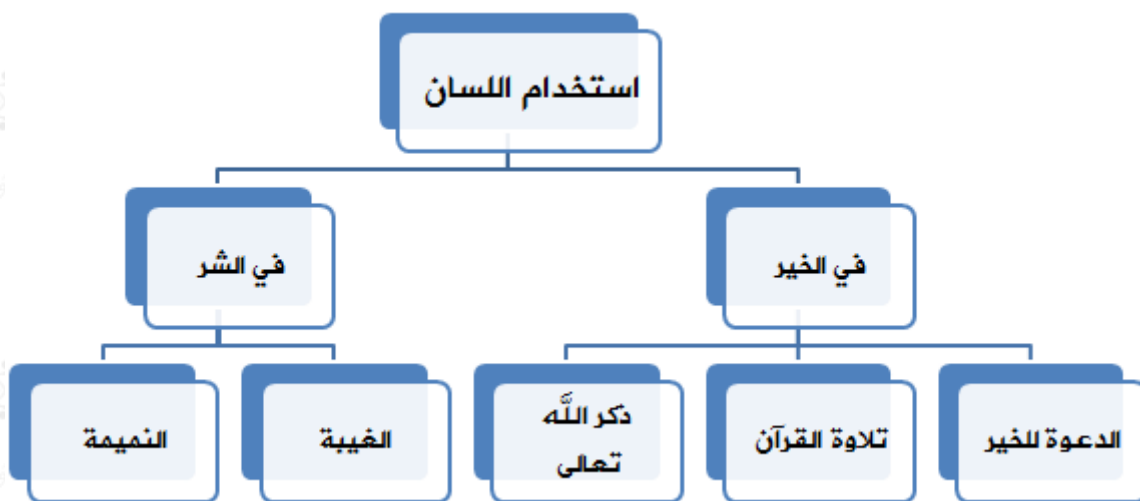 استخدام اللسان
في الخير
في الشر
الدعوة للخير
تلاوة القرآن
ذكر اللَّه
تعالى
الغيبة
النميمة